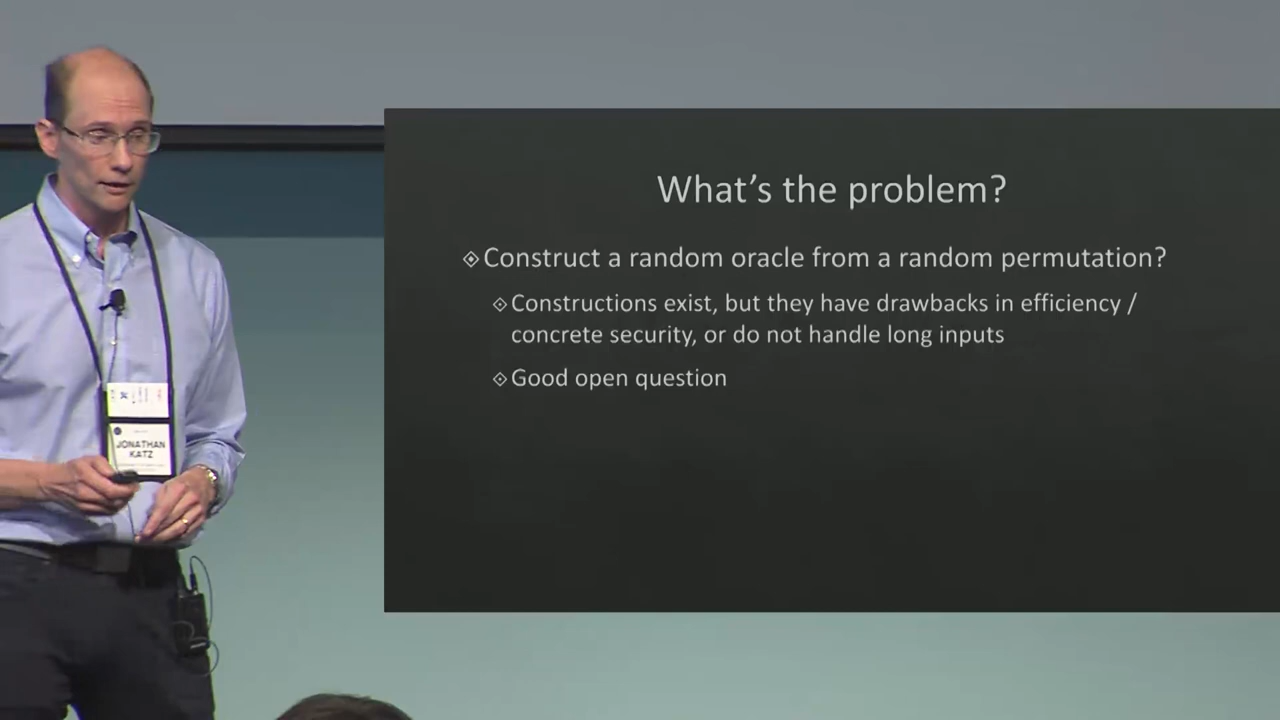 What's the problem?
Construct a random oracle from a random permutation?
Constructions exist, but they have drawbacks in efficiency /
concrete security, or do not handle long inputs
Good open question
JONATHAN
KATZ